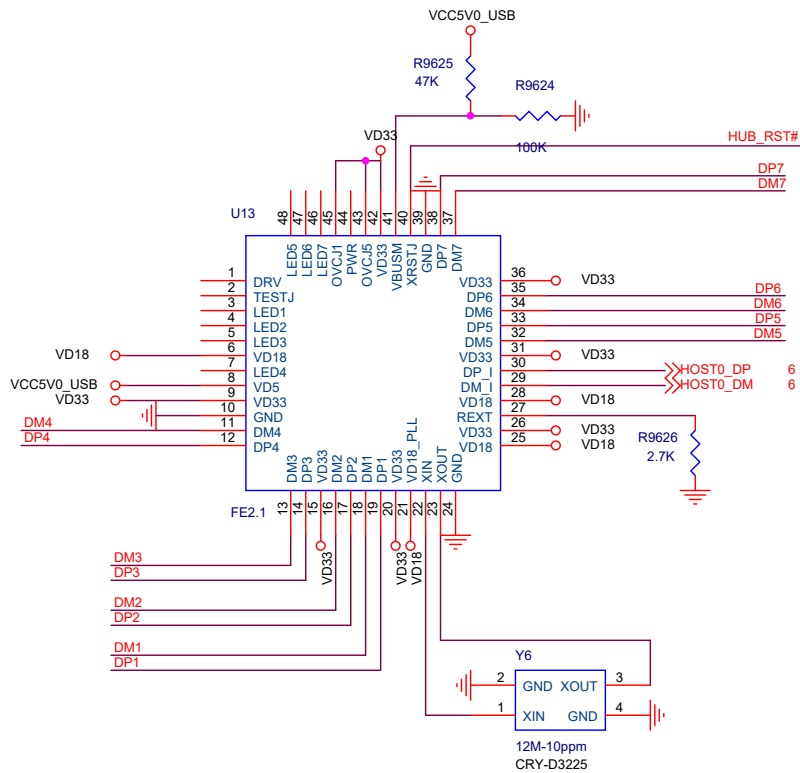 VCC5V0_USB
R9625
47K
R9624
100K
VD33
HUB_RST#
DP7
DM7
U13
48 47 46 45 44 43 42 41 40 39 38 37
LED5 LED6 LED7 OVCJ1 PWR OVCJ5 VD33 VBUSM XRSTJ GND DP7 DM7
1 DRV
2 TESTJ
3 LED1
4 LED2
5 LED3
VD18 6 VD18
7 LED4
VCC5V0_USB 8 VD5
VD33 9 VD33
10 GND
DM4 11 DM4
DP4 12 DP4
VD33 36 VD33
DP6 35 DP6
DM6 34 DM6
DP5 33 DP5
DM5 32 DM5
VD33 31 VD33
DP_I 30 HOST0_DP 6
DM_I 29 HOST0_DM 6
VD18 28 VD18
REXT 27
VD33 26 VD33
VD18 25 VD18
R9626
2.7K
DM3 DP3 VD33 DM2 DP2 DM1 DP1 VD33 VD18_PLL XIN XOUT GND
13 14 15 16 17 18 19 20 21 22 23 24
FE2.1
VD33 VD33 VD18
DM3
DP3
DM2
DP2
DM1
DP1
Y6
2 GND XOUT 3
1 XIN GND 4
12M-10ppm
CRY-D3225